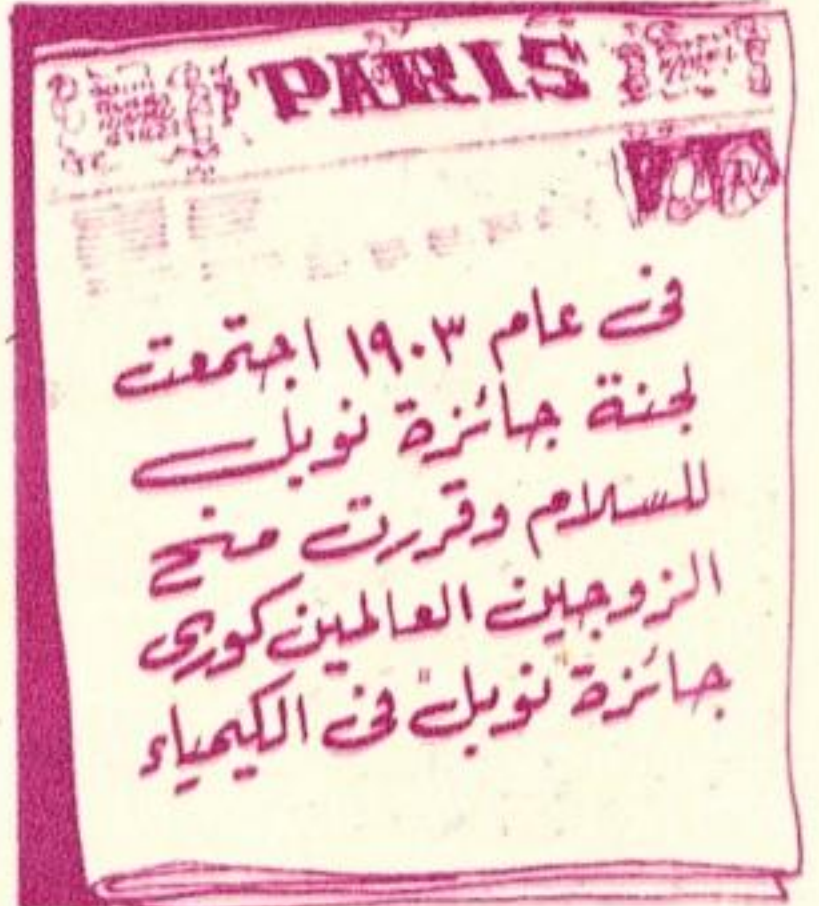 PARIS
فى عام ١٩٠٣ اجتمعت
لجنة جائزة نوبل
للسلام وقررت منح
الزوجين العالمين كورى
جائزة "نوبل" فى الكيمياء